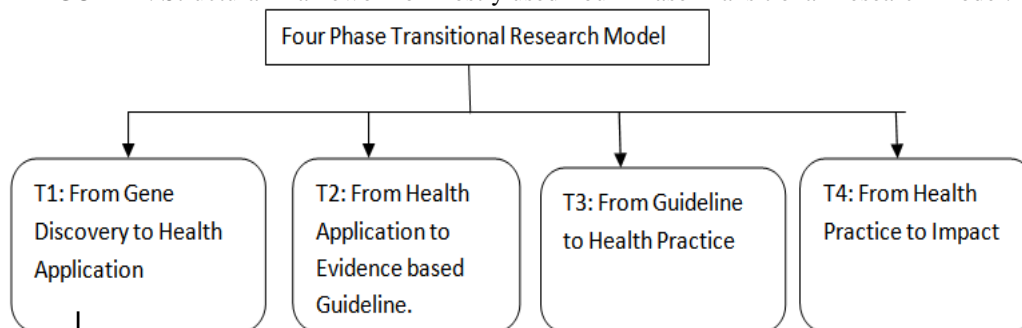 Four Phase Transitional Research Model
T1: From Gene
Discovery to Health
Application
T2: From Health
Application to
Evidence based
Guideline.
T3: From Guideline
to Health Practice
T4: From Health
Practice to Impact